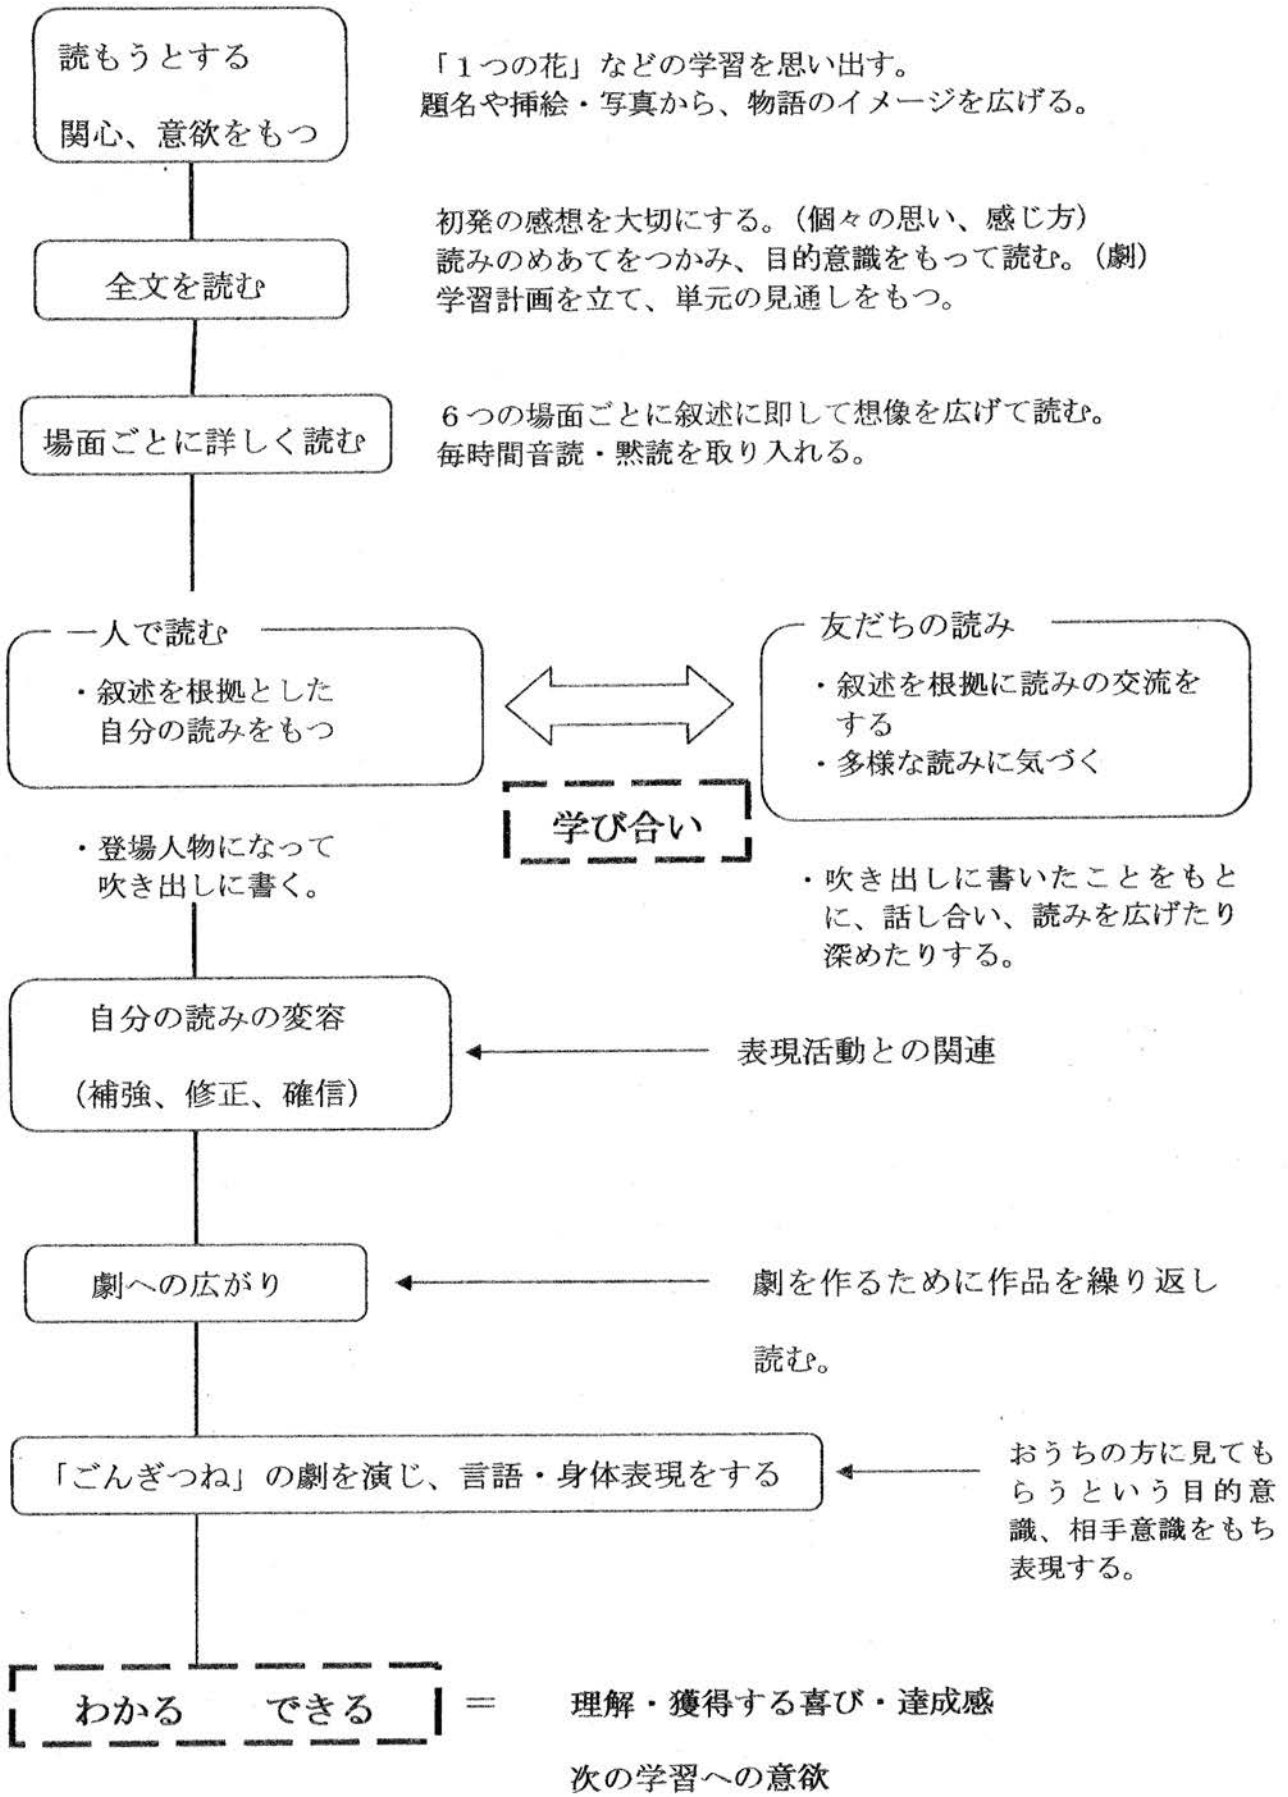 読もうとする
関心、意欲をもつ
「１つの花」などの学習を思い出す。
題名や挿絵・写真から、物語のイメージを広げる。
全文を読む
初発の感想を大切にする。（個々の思い、感じ方）
読みのめあてをつかみ、目的意識をもって読む。（劇）
学習計画を立て、単元の見通しをもつ。
場面ごとに詳しく読む
６つの場面ごとに叙述に即して想像を広げて読む。
毎時間音読・黙読を取り入れる。
一人で読む
・叙述を根拠とした
自分の読みをもつ
友だちの読み
・叙述を根拠に読みの交流を
する
・多様な読みに気づく
学び合い
・登場人物になって
吹き出しに書く。
・吹き出しに書いたことをもと
に、話し合い、読みを広げたり
深めたりする。
自分の読みの変容
（補強、修正、確信）
表現活動との関連
劇への広がり
劇を作るために作品を繰り返し
読む。
「ごんぎつね」の劇を演じ、言語・身体表現をする
おうちの方に見ても
らうという目的意
識、相手意識をもち
表現する。
わかる　できる
＝　理解・獲得する喜び・達成感
次の学習への意欲